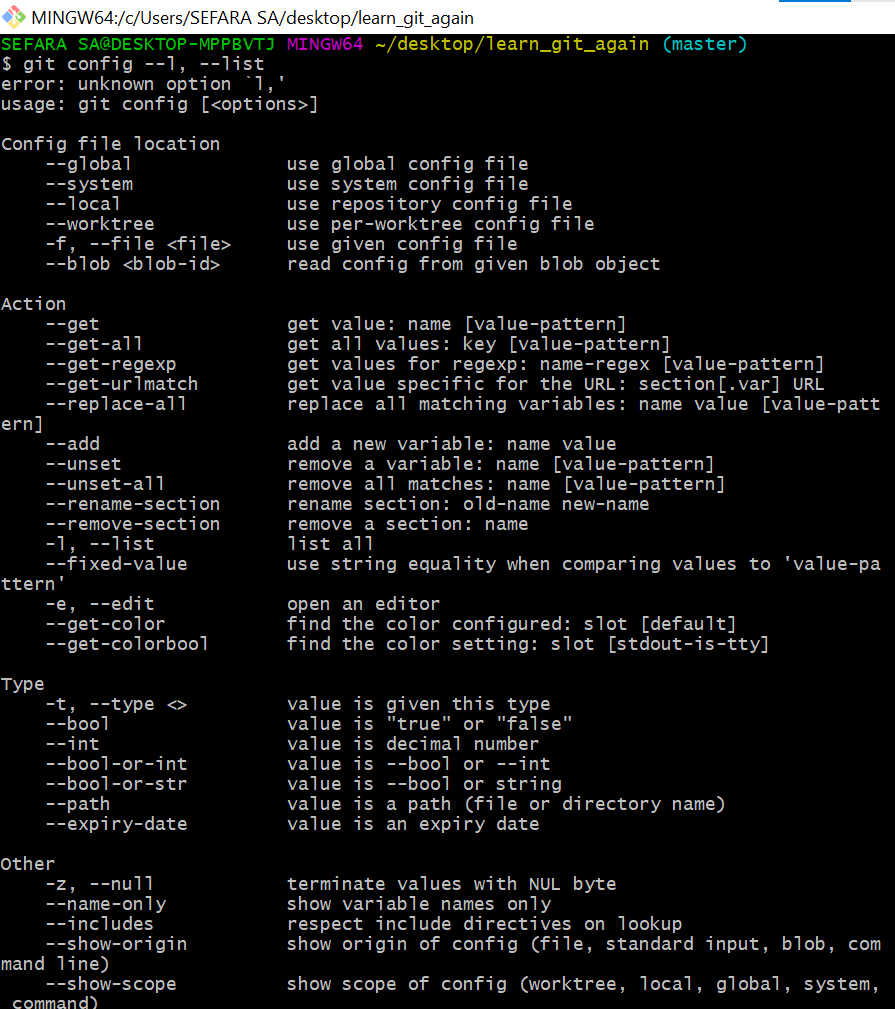 MINGW64:/c/Users/SEFARA SA/desktop/learn_git_again
SEFARA SA@DESKTOP-MPPBVTJ MINGW64 ~/desktop/learn_git_again (master)
$ git config --l, --list
error: unknown option `l,'
usage: git config [<options>]

Config file location
    --global              use global config file
    --system              use system config file
    --local               use repository config file
    --worktree            use per-worktree config file
    -f, --file <file>     use given config file
    --blob <blob-id>      read config from given blob object

Action
    --get                 get value: name [value-pattern]
    --get-all             get all values: key [value-pattern]
    --get-regexp          get values for regexp: name-regex [value-pattern]
    --get-urlmatch        get value specific for the URL: section[.var] URL
    --replace-all         replace all matching variables: name value [value-patt
ern]
    --add                 add a new variable: name value
    --unset               remove a variable: name [value-pattern]
    --unset-all           remove all matches: name [value-pattern]
    --rename-section      rename section: old-name new-name
    --remove-section      remove a section: name
    -l, --list            list all
    --fixed-value         use string equality when comparing values to 'value-pa
ttern'
    -e, --edit            open an editor
    --get-color           find the color configured: slot [default]
    --get-colorbool       find the color setting: slot [stdout-is-tty]

Type
    -t, --type <>         value is given this type
    --bool                value is "true" or "false"
    --int                 value is decimal number
    --bool-or-int         value is --bool or --int
    --bool-or-str         value is --bool or string
    --path                value is a path (file or directory name)
    --expiry-date         value is an expiry date

Other
    -z, --null            terminate values with NUL byte
    --name-only           show variable names only
    --includes            respect include directives on lookup
    --show-origin         show origin of config (file, standard input, blob, com
mand line)
    --show-scope          show scope of config (worktree, local, global, system,
 command)